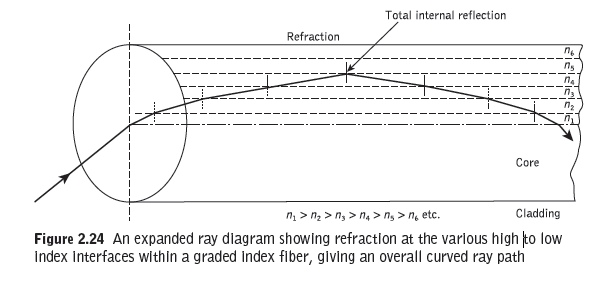 Total internal reflection
Refraction
n₆
n₅
n₄
n₃
n₂
n₁
Core
n₁ > n₂ > n₃ > n₄ > n₅ > n₆ etc.
Cladding
Figure 2.24 An expanded ray diagram showing refraction at the various high to low
index interfaces within a graded index fiber, giving an overall curved ray path